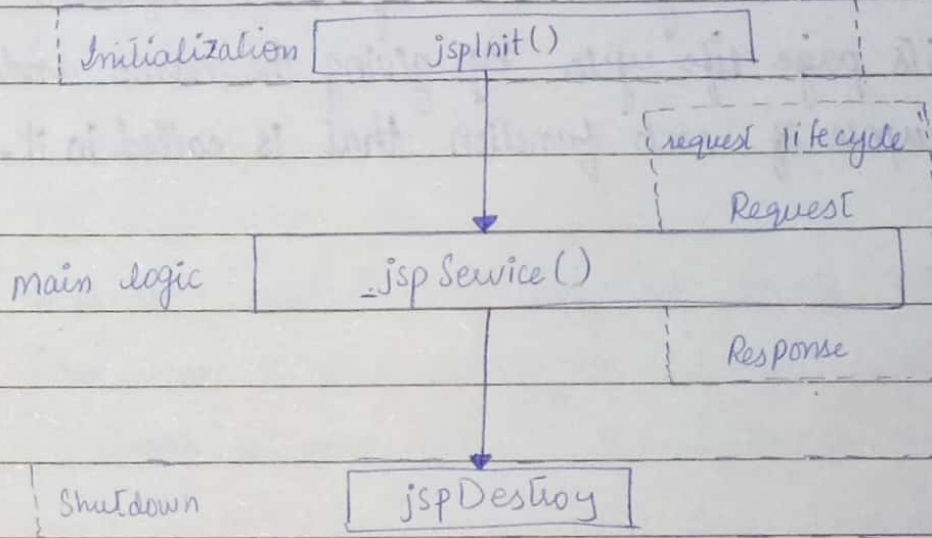 Initialization jspInit()
request lifecycle
Request
main logic _jspService()
Response
Shutdown jspDestroy